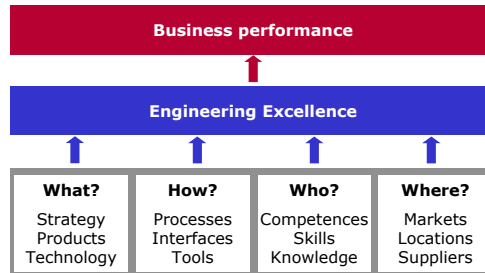 Business performance
Engineering Excellence
What?
Strategy
Products
Technology
How?
Processes
Interfaces
Tools
Who?
Competences
Skills
Knowledge
Where?
Markets
Locations
Suppliers